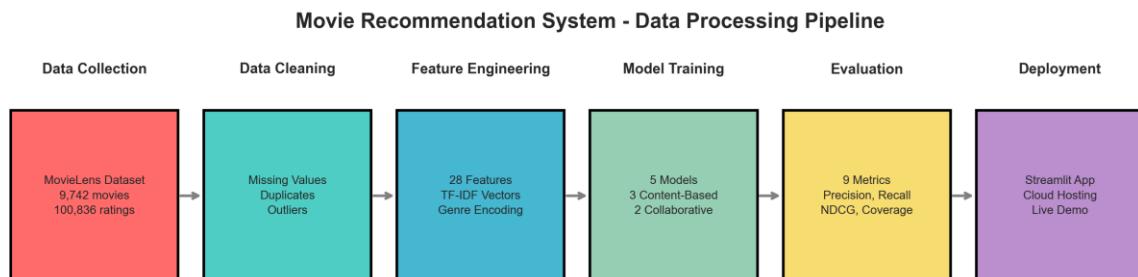 Movie Recommendation System - Data Processing Pipeline
Data Collection
Data Cleaning
Feature Engineering
Model Training
Evaluation
Deployment
MovieLens Dataset
9,742 movies
100,836 ratings
Missing Values
Duplicates
Outliers
28 Features
TF-IDF Vectors
Genre Encoding
5 Models
3 Content-Based
2 Collaborative
9 Metrics
Precision, Recall
NDCG, Coverage
Streamlit App
Cloud Hosting
Live Demo